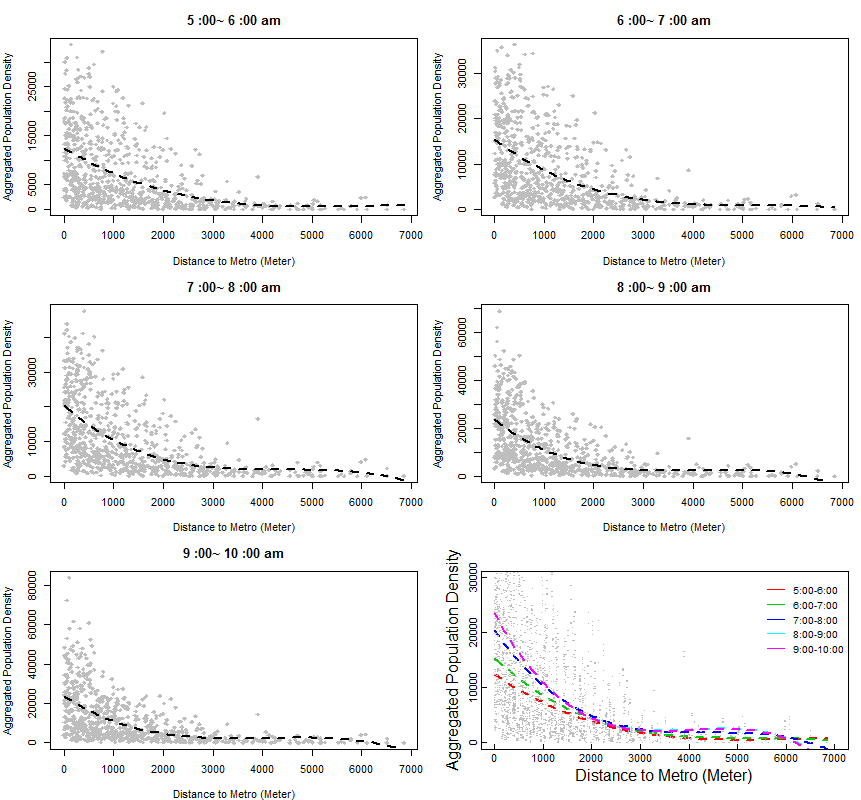 5 :00~ 6 :00 am
Aggregated Population Density
0 5000 15000 25000
0 1000 2000 3000 4000 5000 6000 7000
Distance to Metro (Meter)
6 :00~ 7 :00 am
Aggregated Population Density
0 10000 20000 30000
0 1000 2000 3000 4000 5000 6000 7000
Distance to Metro (Meter)
7 :00~ 8 :00 am
Aggregated Population Density
0 10000 30000
0 1000 2000 3000 4000 5000 6000 7000
Distance to Metro (Meter)
8 :00~ 9 :00 am
Aggregated Population Density
0 20000 40000 60000
0 1000 2000 3000 4000 5000 6000 7000
Distance to Metro (Meter)
9 :00~ 10 :00 am
Aggregated Population Density
0 20000 40000 60000 80000
0 1000 2000 3000 4000 5000 6000 7000
Distance to Metro (Meter)
Aggregated Population Density
0 10000 20000 30000
5:00-6:00
6:00-7:00
7:00-8:00
8:00-9:00
9:00-10:00
0 1000 2000 3000 4000 5000 6000 7000
Distance to Metro (Meter)